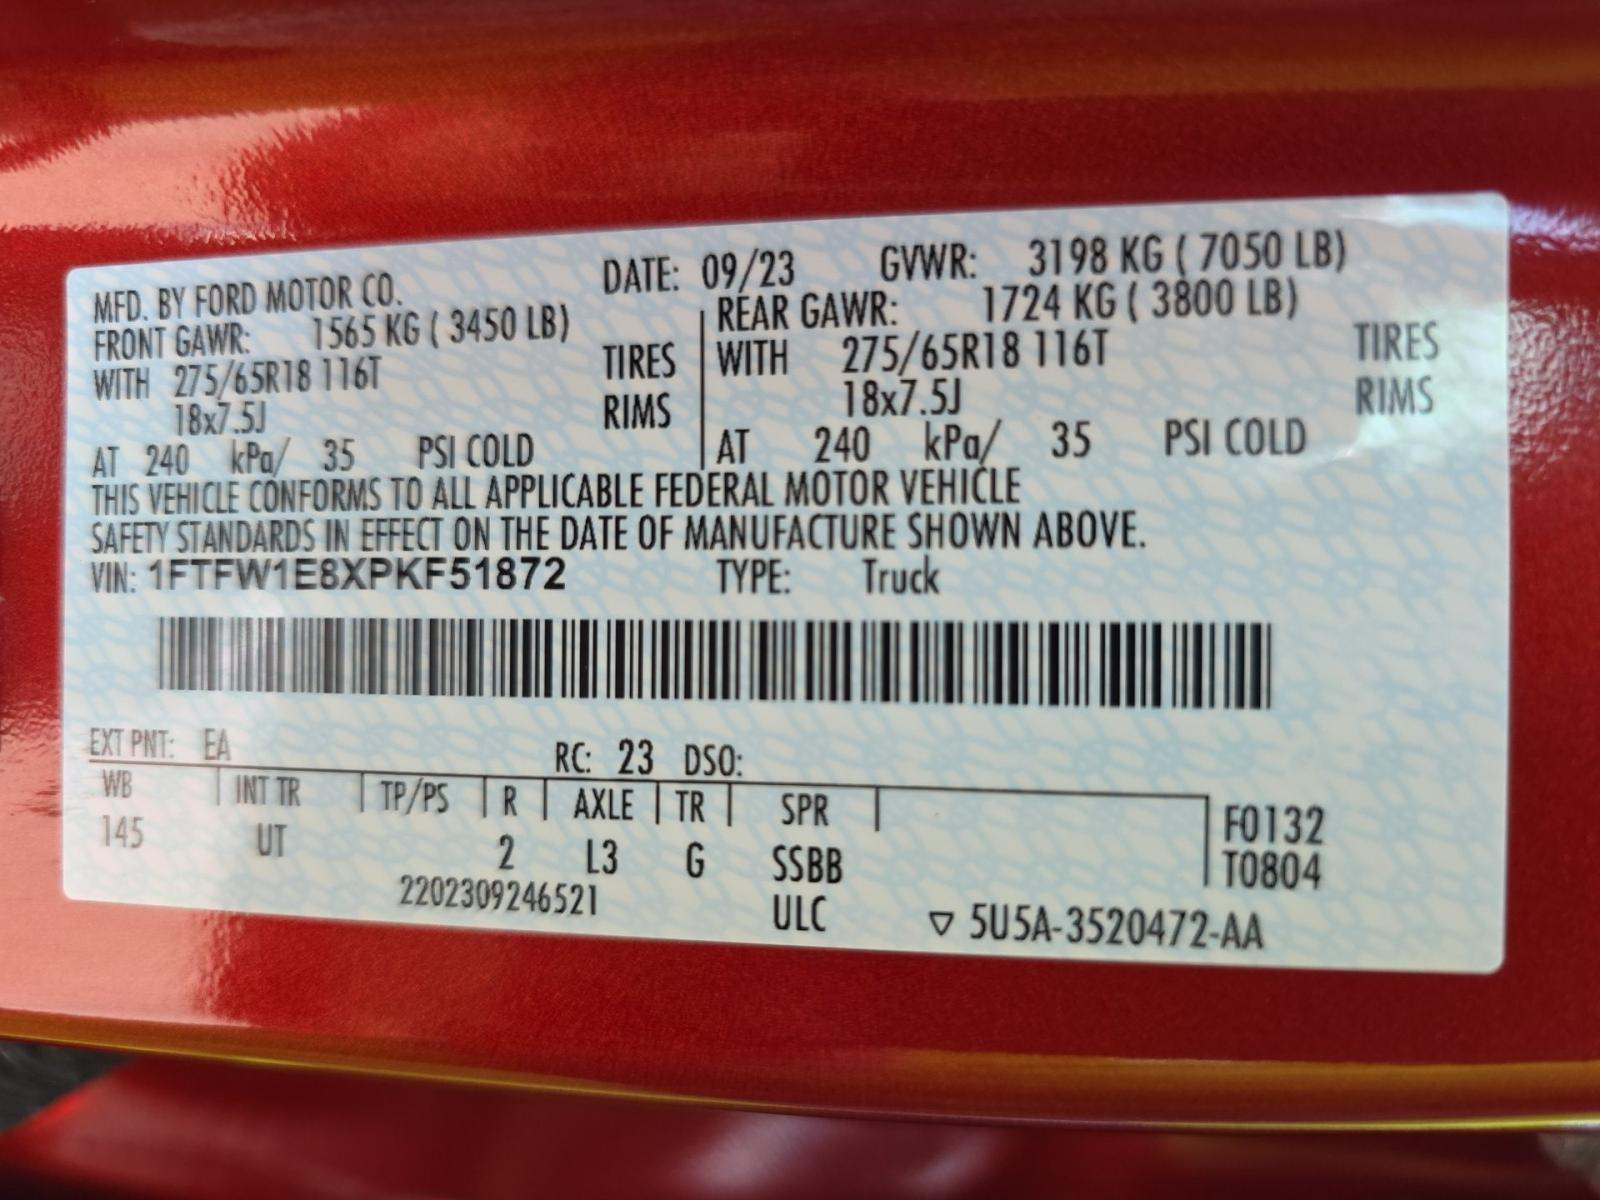 MFD. BY FORD MOTOR CO. DATE: 09/23 GVWR: 3198 KG ( 7050 LB)
FRONT GAWR: 1565 KG ( 3450 LB) REAR GAWR: 1724 KG ( 3800 LB)
WITH 275/65R18 116T TIRES WITH 275/65R18 116T TIRES
18x7.5J RIMS 18x7.5J RIMS
AT 240 kPa/ 35 PSI COLD AT 240 kPa/ 35 PSI COLD
THIS VEHICLE CONFORMS TO ALL APPLICABLE FEDERAL MOTOR VEHICLE
SAFETY STANDARDS IN EFFECT ON THE DATE OF MANUFACTURE SHOWN ABOVE.
VIN: 1FTFW1E8XPKF51872 TYPE: Truck
EXT PNT: EA RC: 23 DSO:
WB INT TR TP/PS R AXLE TR SPR F0132
145 UT 2 L3 G SSBB T0804
2202309246521 ULC ▽ 5U5A-3520472-AA